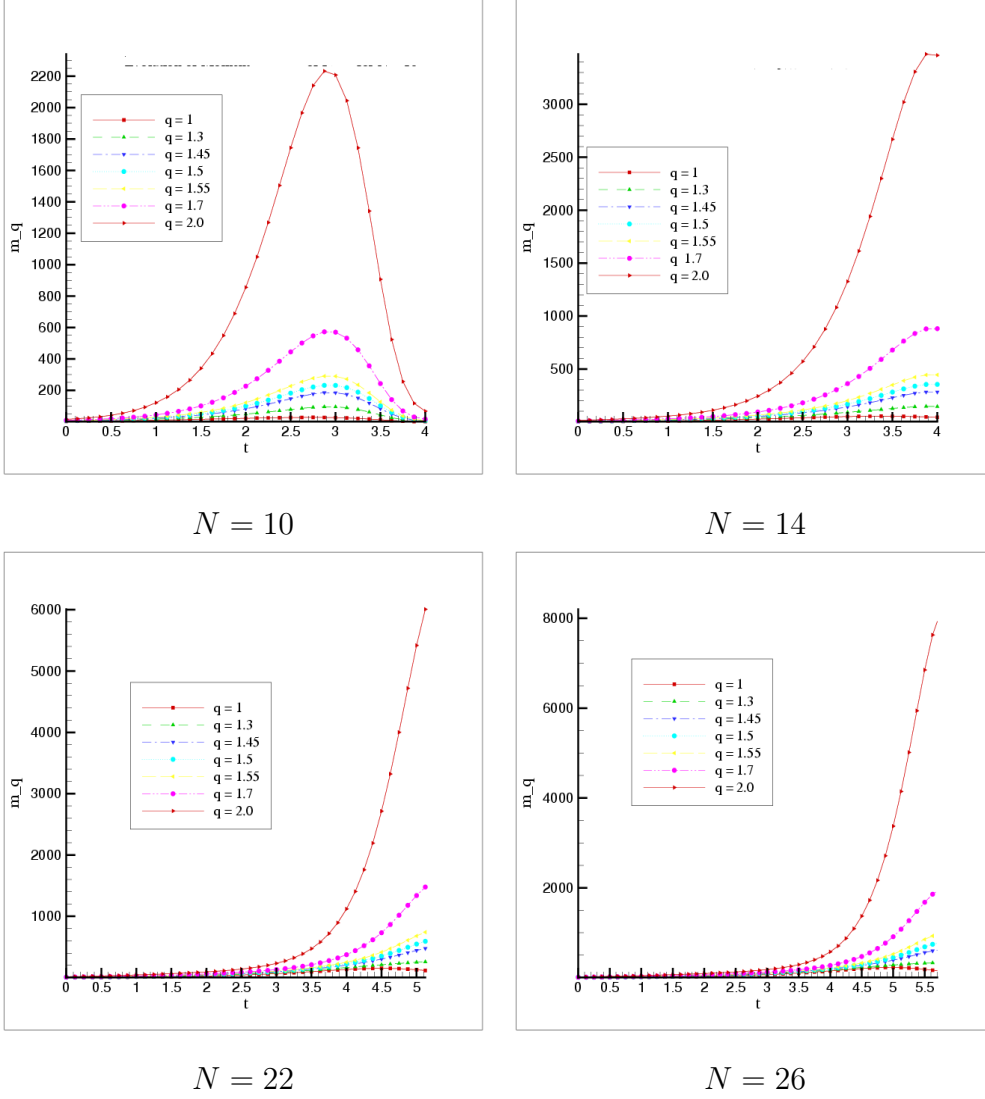 m_q
2200
2000
1800
1600
1400
1200
1000
800
600
400
200
0 0.5 1 1.5 2 2.5 3 3.5 4
t
q = 1
q = 1.3
q = 1.45
q = 1.5
q = 1.55
q = 1.7
q = 2.0
N = 10
m_q
3500
3000
2500
2000
1500
1000
500
0 0.5 1 1.5 2 2.5 3 3.5 4
t
q = 1
q = 1.3
q = 1.45
q = 1.5
q = 1.55
q 1.7
q = 2.0
N = 14
m_q
6000
5000
4000
3000
2000
1000
0 0.5 1 1.5 2 2.5 3 3.5 4 4.5 5
t
q = 1
q = 1.3
q = 1.45
q = 1.5
q = 1.55
q = 1.7
q = 2.0
N = 22
m_q
8000
6000
4000
2000
0 0.5 1 1.5 2 2.5 3 3.5 4 4.5 5 5.5
t
q = 1
q = 1.3
q = 1.45
q = 1.5
q = 1.55
q = 1.7
q = 2.0
N = 26